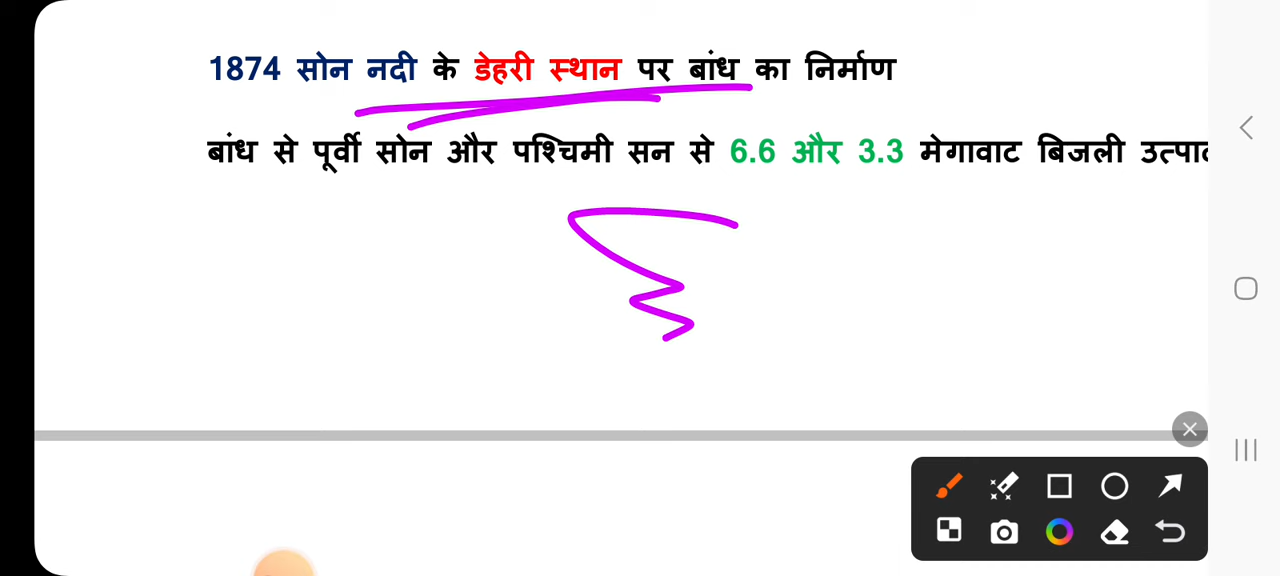 1874 सोन नदी के डेहरी स्थान पर बांध का निर्माण
बांध से पूर्वी सोन और पश्चिमी सन से 6.6 और 3.3 मेगावाट बिजली